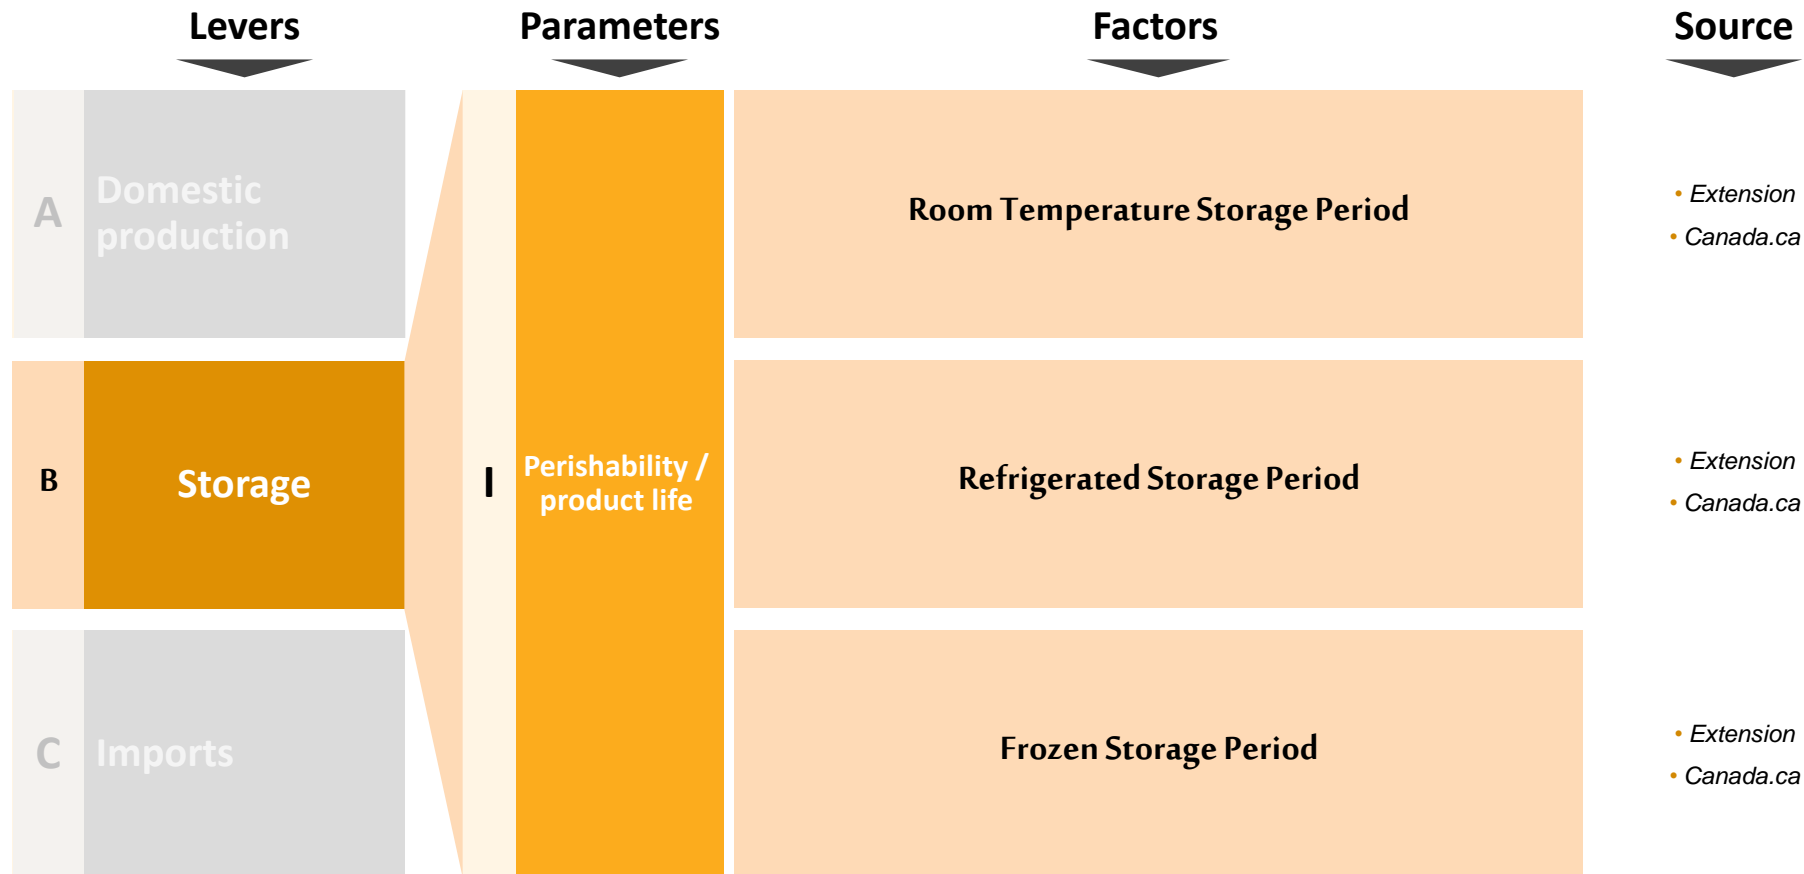 Levers
Parameters
Factors
Source
A
Domestic
production
Room Temperature Storage Period
• Extension
• Canada.ca
B
Storage
I
Perishability /
product life
Refrigerated Storage Period
• Extension
• Canada.ca
C
Imports
Frozen Storage Period
• Extension
• Canada.ca